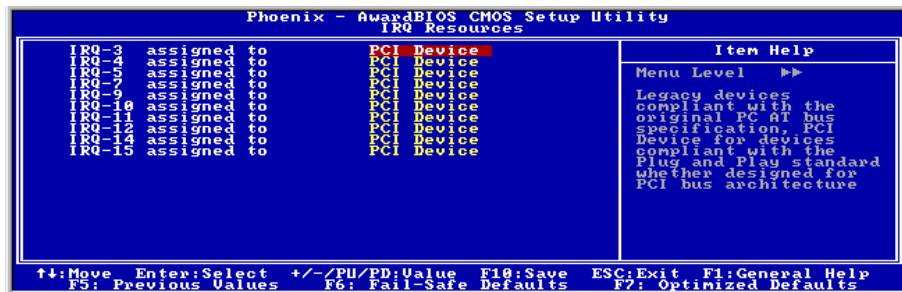 Phoenix - AwardBIOS CMOS Setup Utility
IRQ Resources
IRQ-3 assigned to PCI Device
IRQ-4 assigned to PCI Device
IRQ-5 assigned to PCI Device
IRQ-7 assigned to PCI Device
IRQ-9 assigned to PCI Device
IRQ-10 assigned to PCI Device
IRQ-11 assigned to PCI Device
IRQ-12 assigned to PCI Device
IRQ-14 assigned to PCI Device
IRQ-15 assigned to PCI Device
Item Help
Menu Level ▶▶
Legacy devices
compliant with the
original PC AT bus
specification, PCI
Device for devices
compliant with the
Plug and Play standard
whether designed for
PCI bus architecture
↑↓:Move Enter:Select +/-/PU/PD:Value F10:Save ESC:Exit F1:General Help
F5: Previous Values F6: Fail-Safe Defaults F7: Optimized Defaults